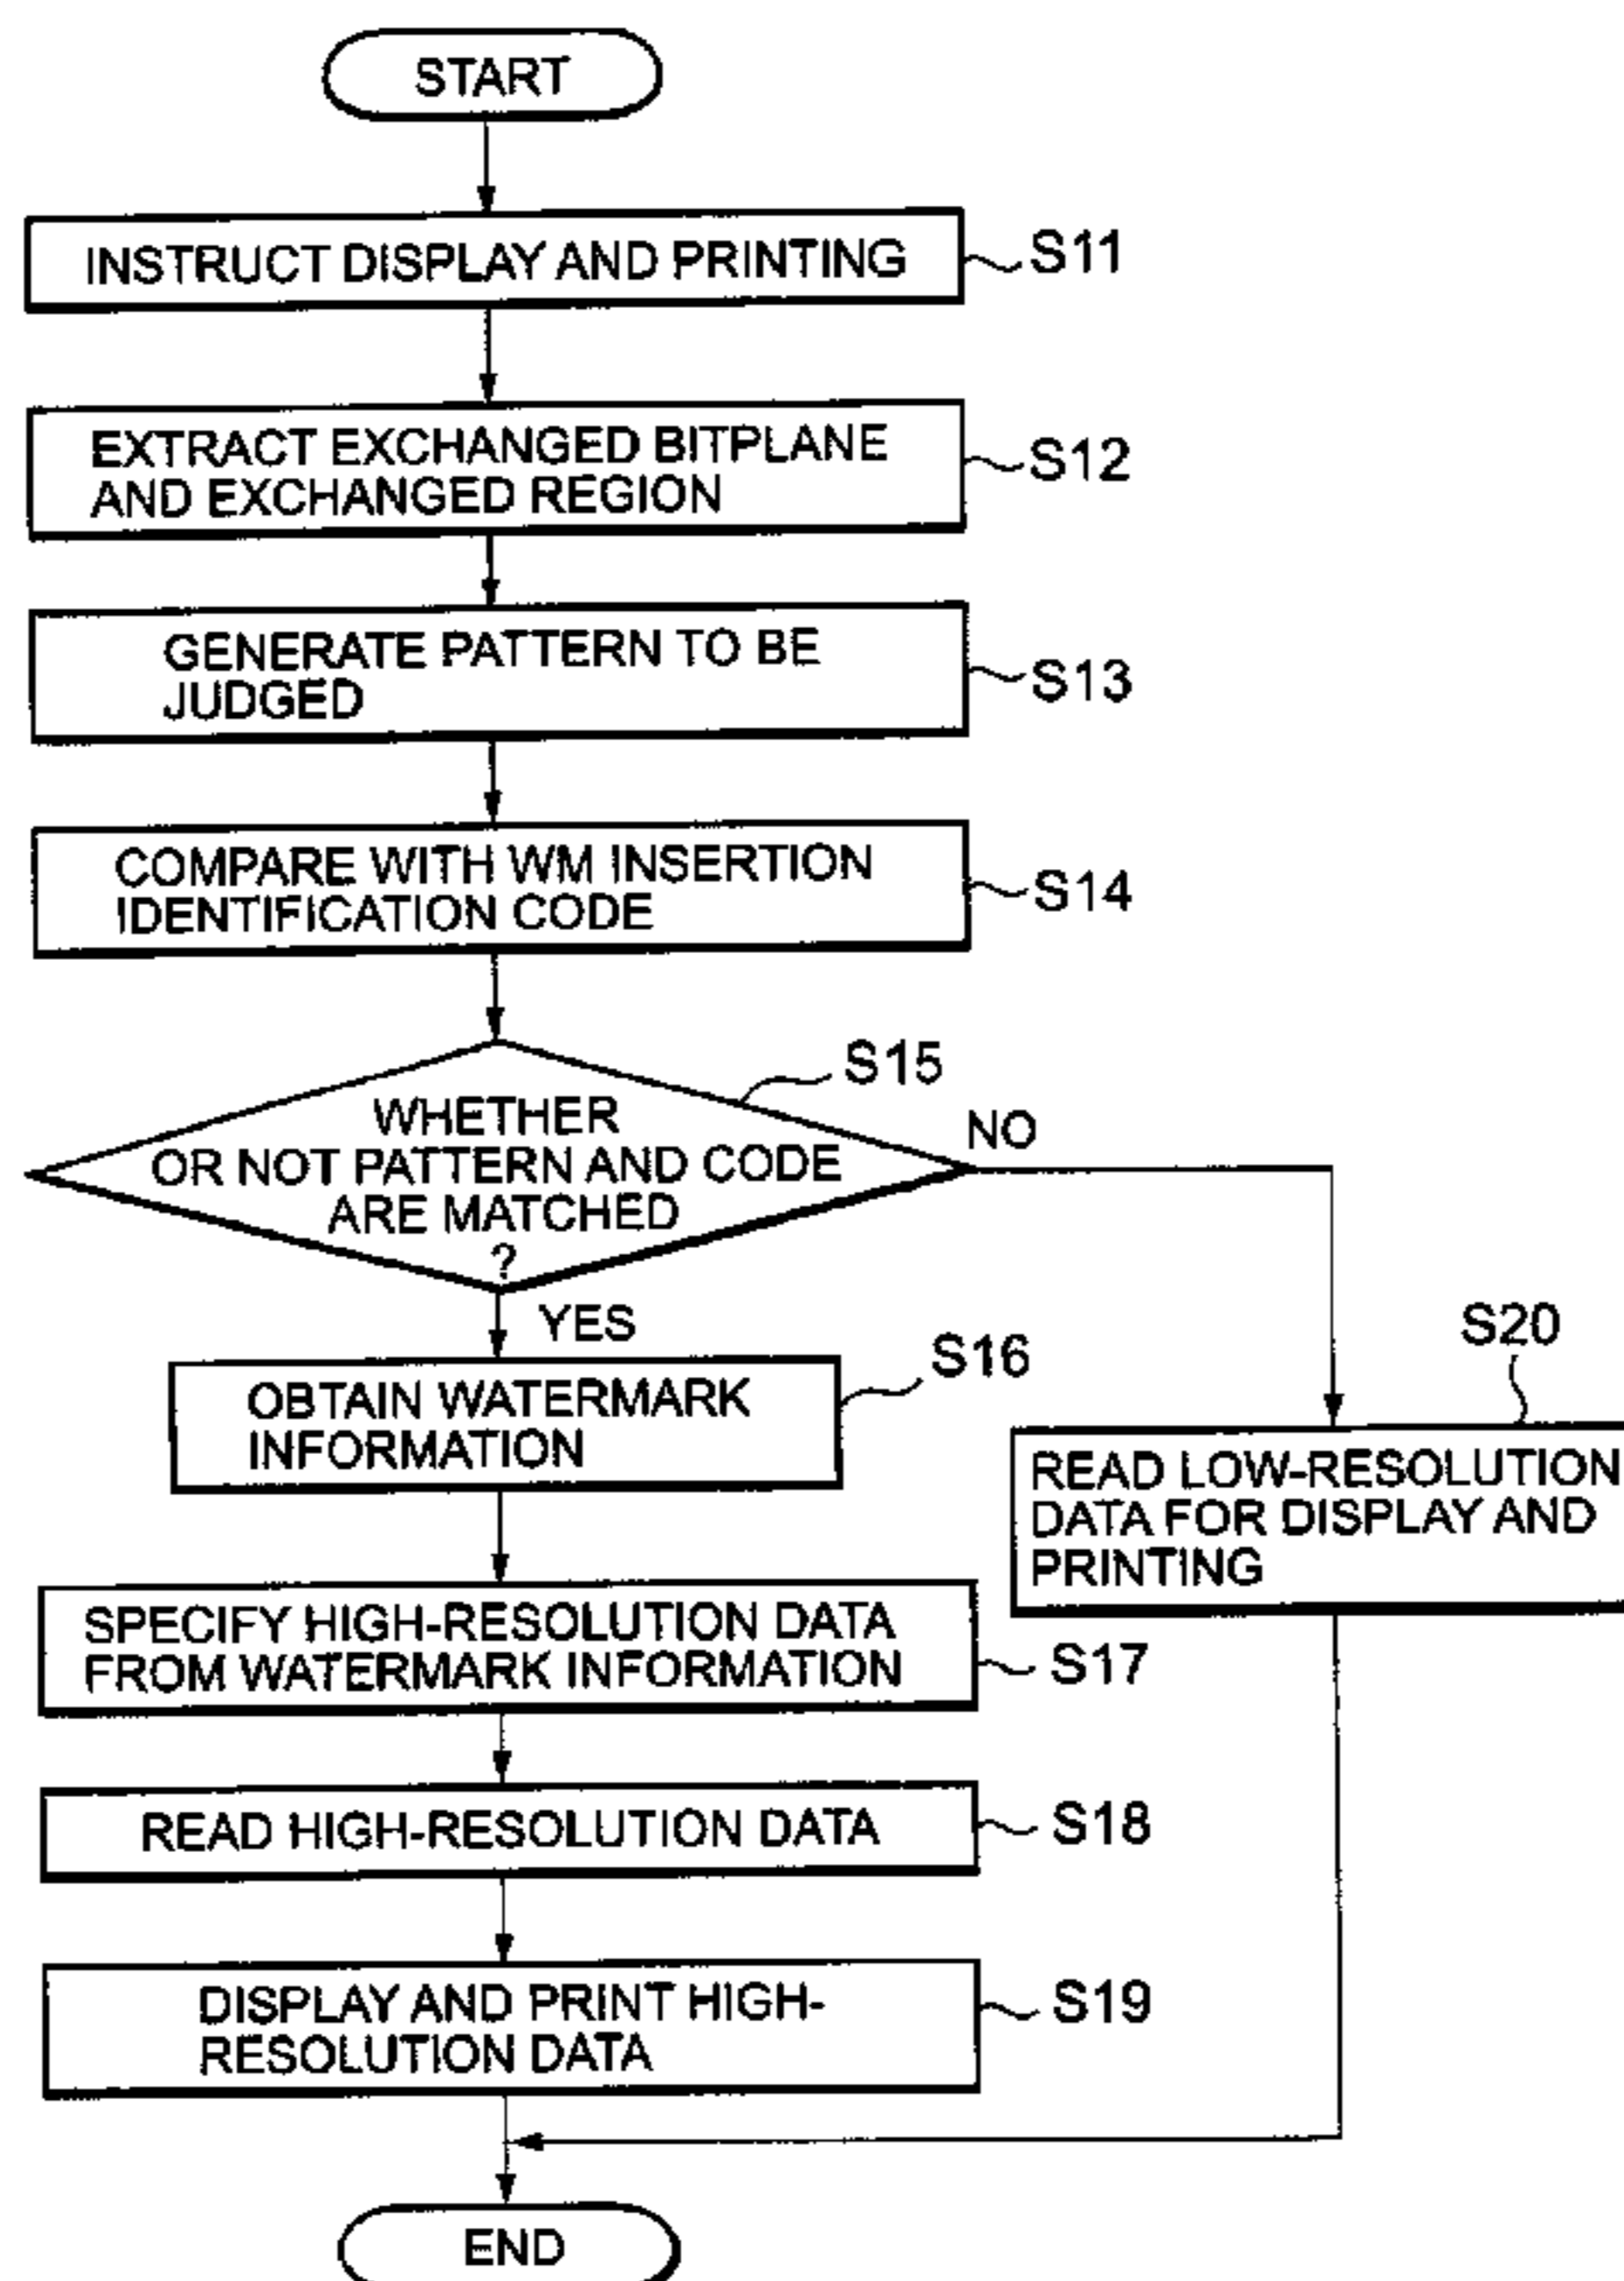 START
INSTRUCT DISPLAY AND PRINTING
S11
EXTRACT EXCHANGED BITPLANE
AND EXCHANGED REGION
S12
GENERATE PATTERN TO BE
JUDGED
S13
COMPARE WITH WM INSERTION
IDENTIFICATION CODE
S14
S15
WHETHER
OR NOT PATTERN AND CODE
ARE MATCHED
?
NO
YES
S16
OBTAIN WATERMARK
INFORMATION
S20
READ LOW-RESOLUTION
DATA FOR DISPLAY AND
PRINTING
SPECIFY HIGH-RESOLUTION DATA
FROM WATERMARK INFORMATION
S17
READ HIGH-RESOLUTION DATA
S18
DISPLAY AND PRINT HIGH-
RESOLUTION DATA
S19
END